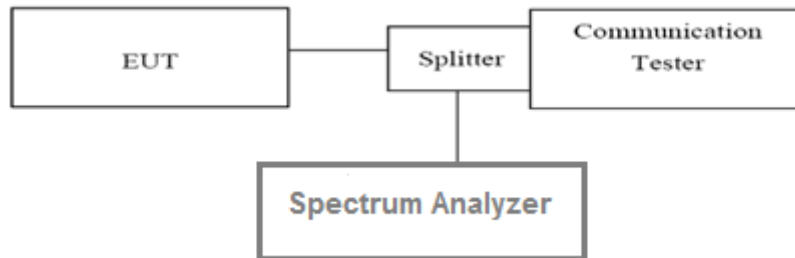 EUT
Splitter
Communication
Tester
Spectrum Analyzer